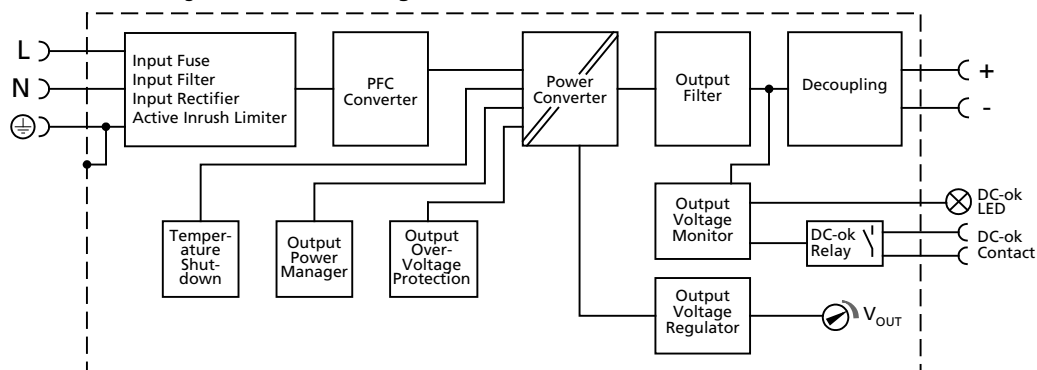 L
N
Input Fuse
Input Filter
Input Rectifier
Active Inrush Limiter
PFC
Converter
Power
Converter
Output
Filter
Decoupling
+
-
Temper-
ature
Shut-
down
Output
Power
Manager
Output
Over-
Voltage
Protection
Output
Voltage
Monitor
DC-ok
LED
DC-ok
Relay
DC-ok
Contact
Output
Voltage
Regulator
VOUT